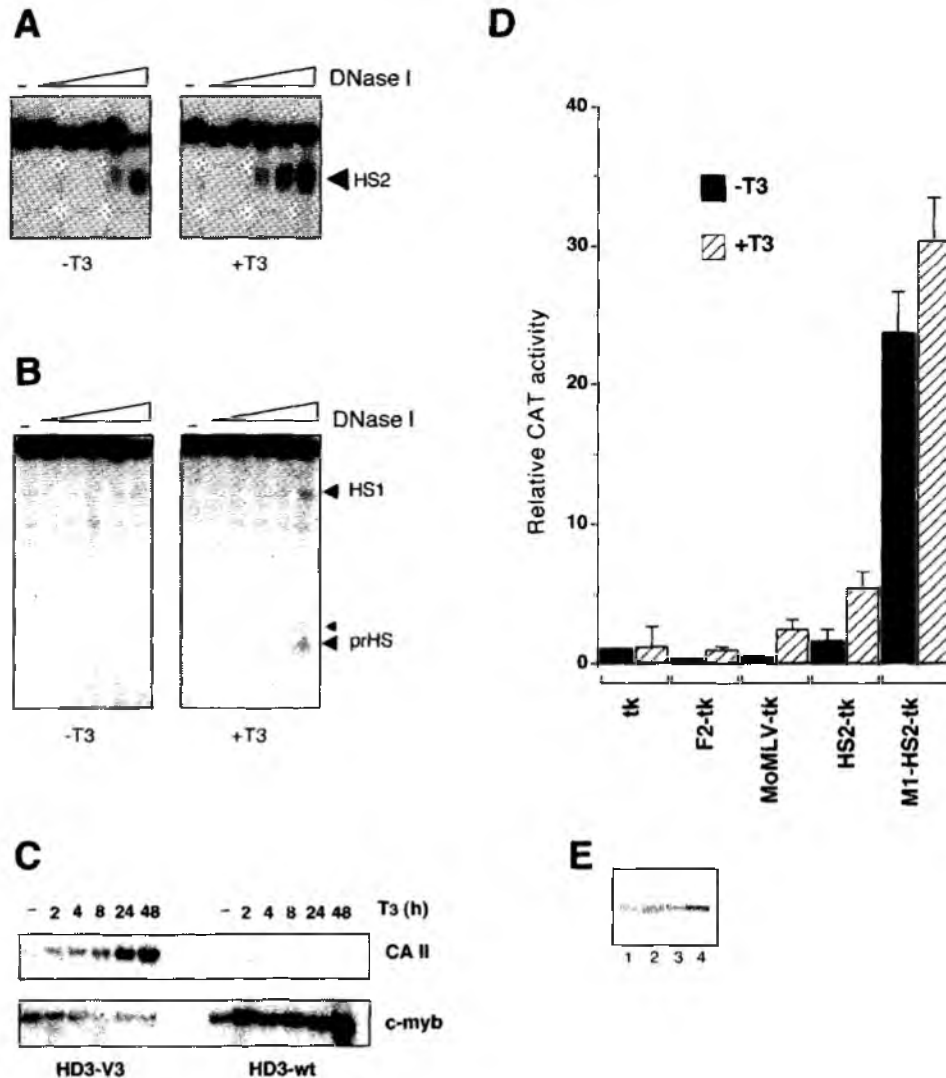 A
– DNase I
HS2
-T3 +T3
B
– DNase I
HS1
prHS
-T3 +T3
C
– 2 4 8 24 48 – 2 4 8 24 48 T3 (h)
CA II
c-myb
HD3-V3 HD3-wt
D
40
30
20
10
0
Relative CAT activity
-T3
+T3
tk
F2-tk
MoMLV-tk
HS2-tk
M1-HS2-tk
E
1 2 3 4